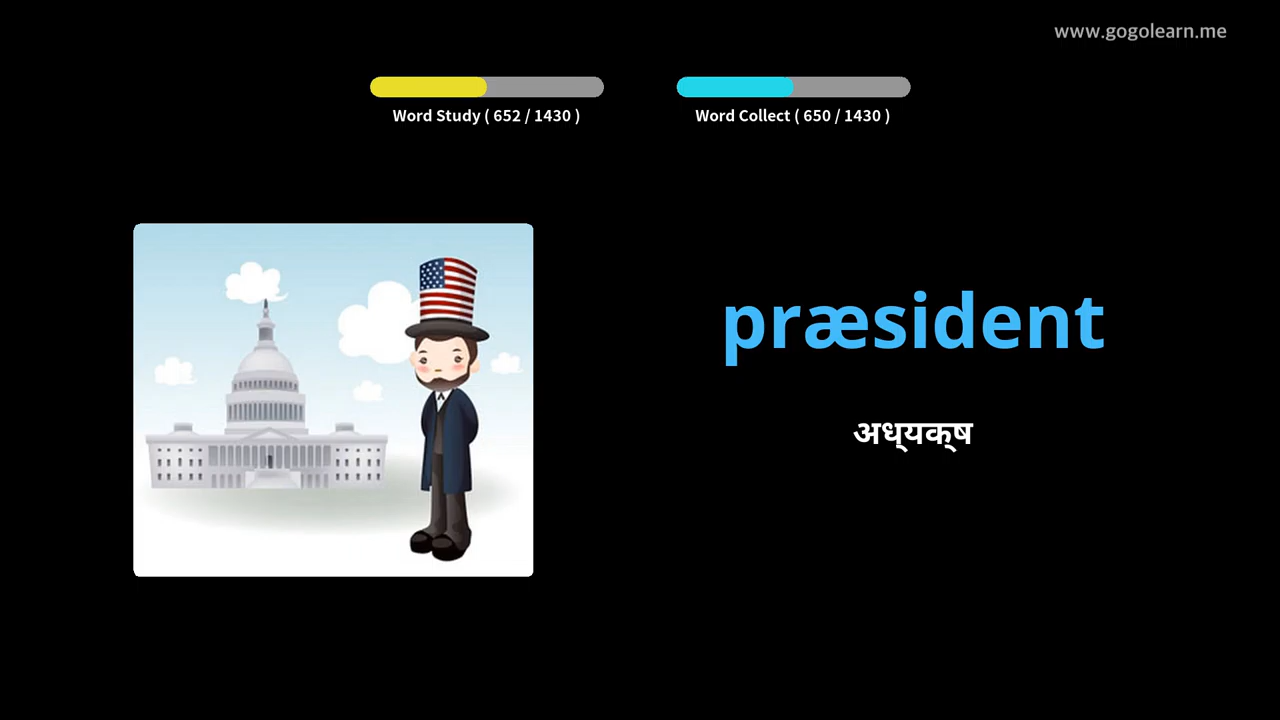 www.gogolearn.me
Word Study ( 652 / 1430 )
Word Collect ( 650 / 1430 )
præsident
अध्‌यक्‌ष